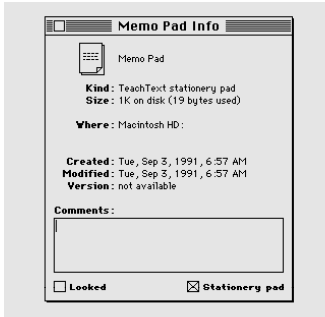 Memo Pad Info
Memo Pad
Kind: TeachText stationery pad
Size: 1K on disk (19 bytes used)
Where: Macintosh HD:
Created: Tue, Sep 3, 1991, 6:57 AM
Modified: Tue, Sep 3, 1991, 6:57 AM
Version: not available
Comments:
Looked
Stationery pad